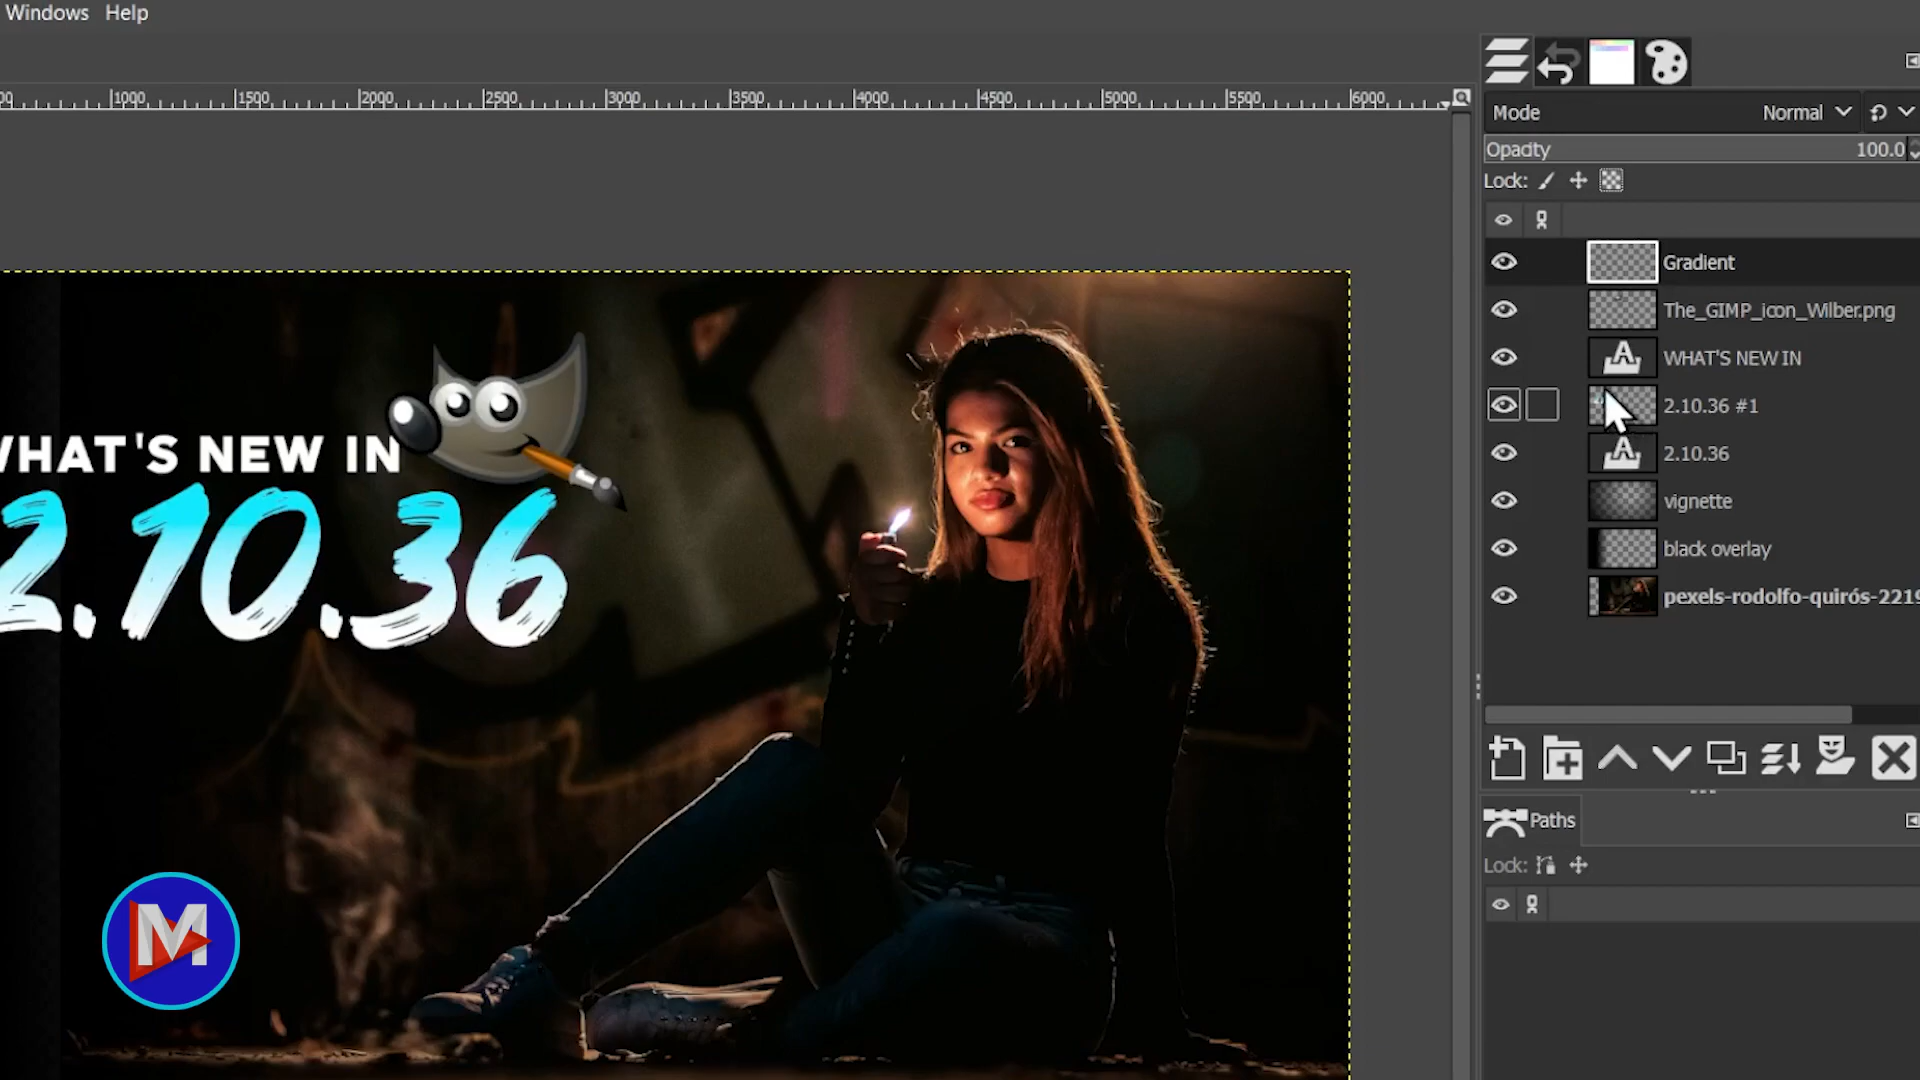 Windows Help
1000 1500 2000 2500 3000 3500 4000 4500 5000 5500 6000
Mode Normal
Opacity 100.0
Lock:
Gradient
The_GIMP_icon_Wilber.png
WHAT'S NEW IN
2.10.36 #1
2.10.36
vignette
black overlay
pexels-rodolfo-quirós-2219
Paths
Lock:
WHAT'S NEW IN
2.10.36
M